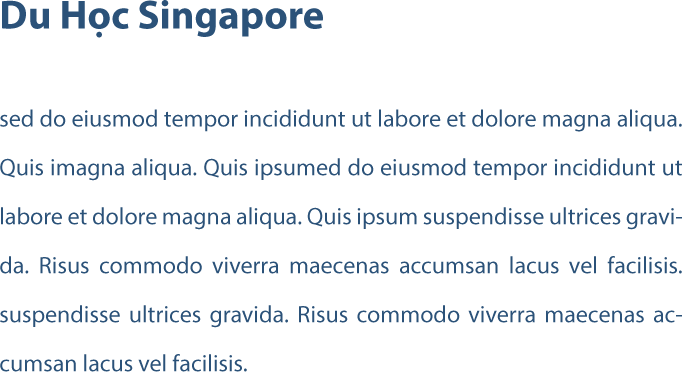 Du Học Singapore
sed do eiusmod tempor incididunt ut labore et dolore magna aliqua.
Quis imagna aliqua. Quis ipsumed do eiusmod tempor incididunt ut
labore et dolore magna aliqua. Quis ipsum suspendisse ultrices gravi-
da. Risus commodo viverra maecenas accumsan lacus vel facilisis.
suspendisse ultrices gravida. Risus commodo viverra maecenas ac-
cumsan lacus vel facilisis.